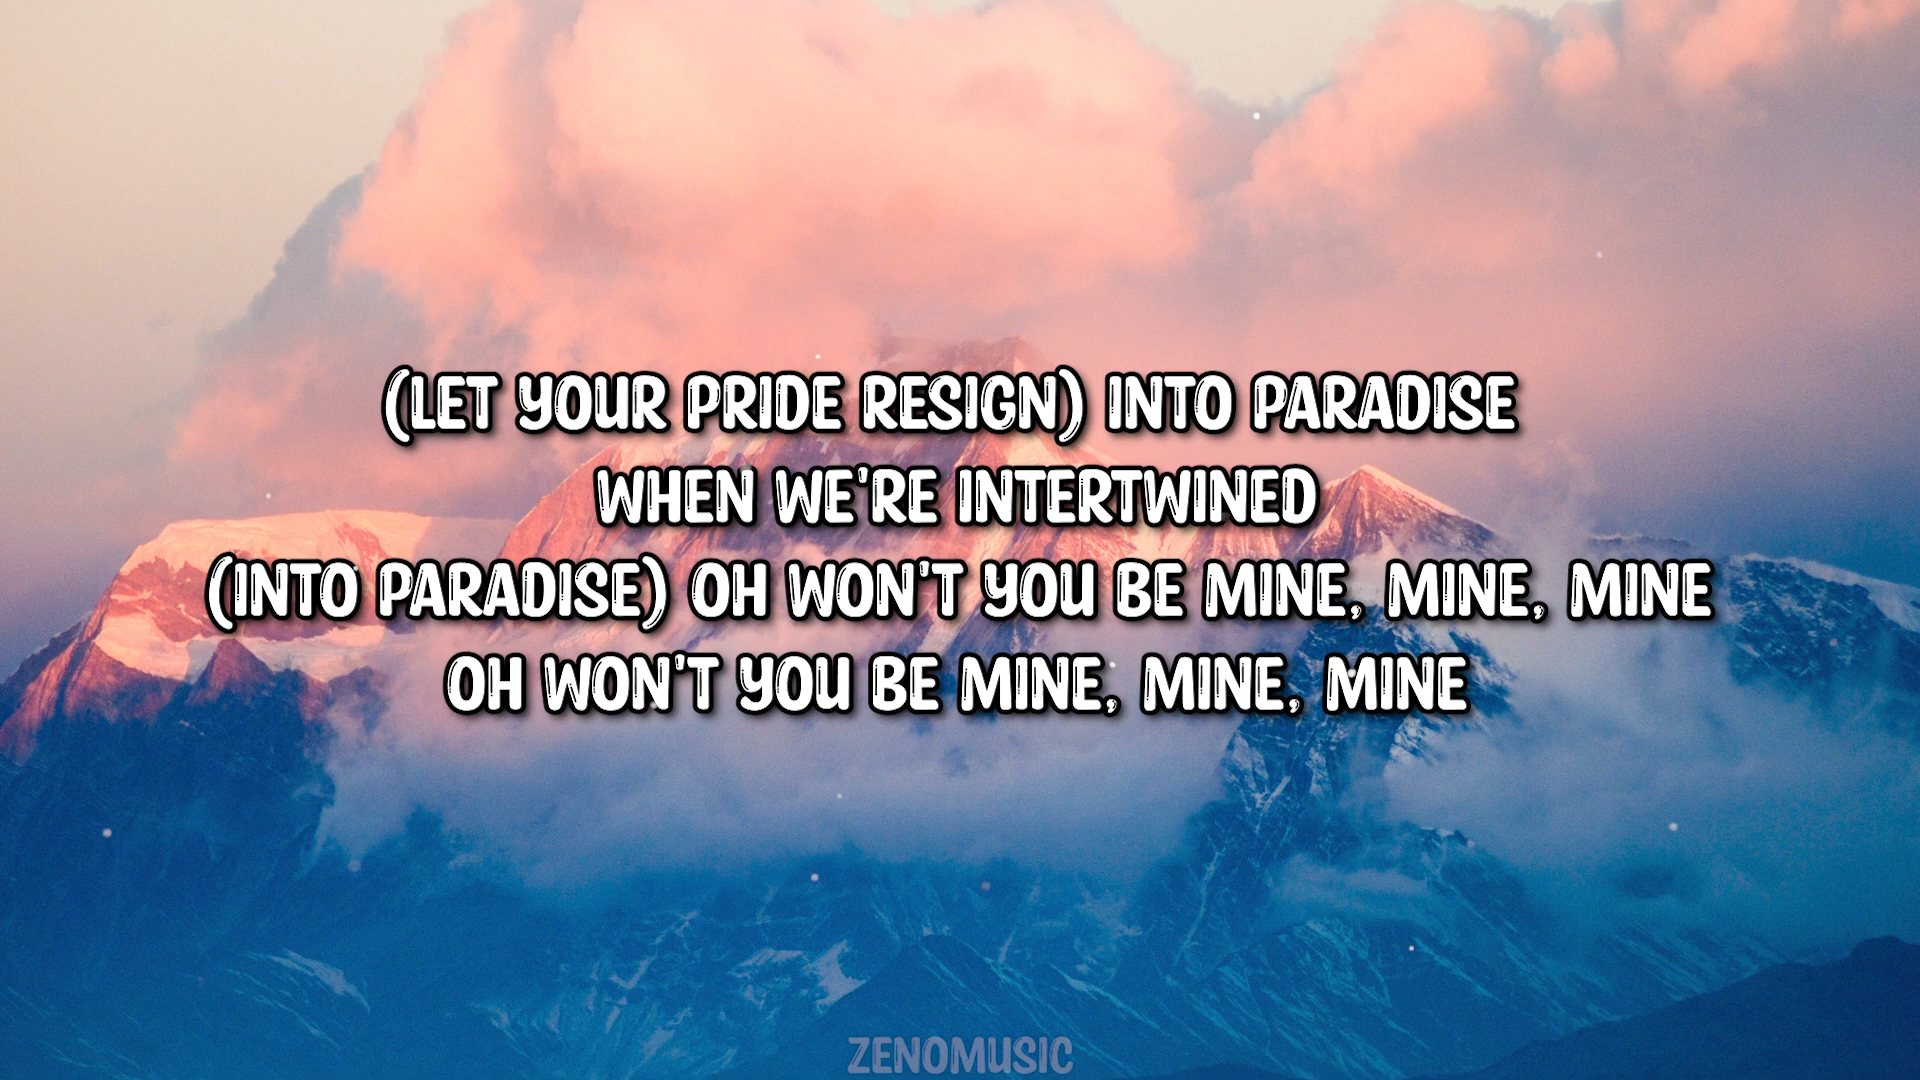 (LET YOUR PRIDE RESIGN) INTO PARADISE
WHEN WE'RE INTERTWINED
(INTO PARADISE) OH WON'T YOU BE MINE, MINE, MINE
OH WON'T YOU BE MINE, MINE, MINE
ZENOMUSIC